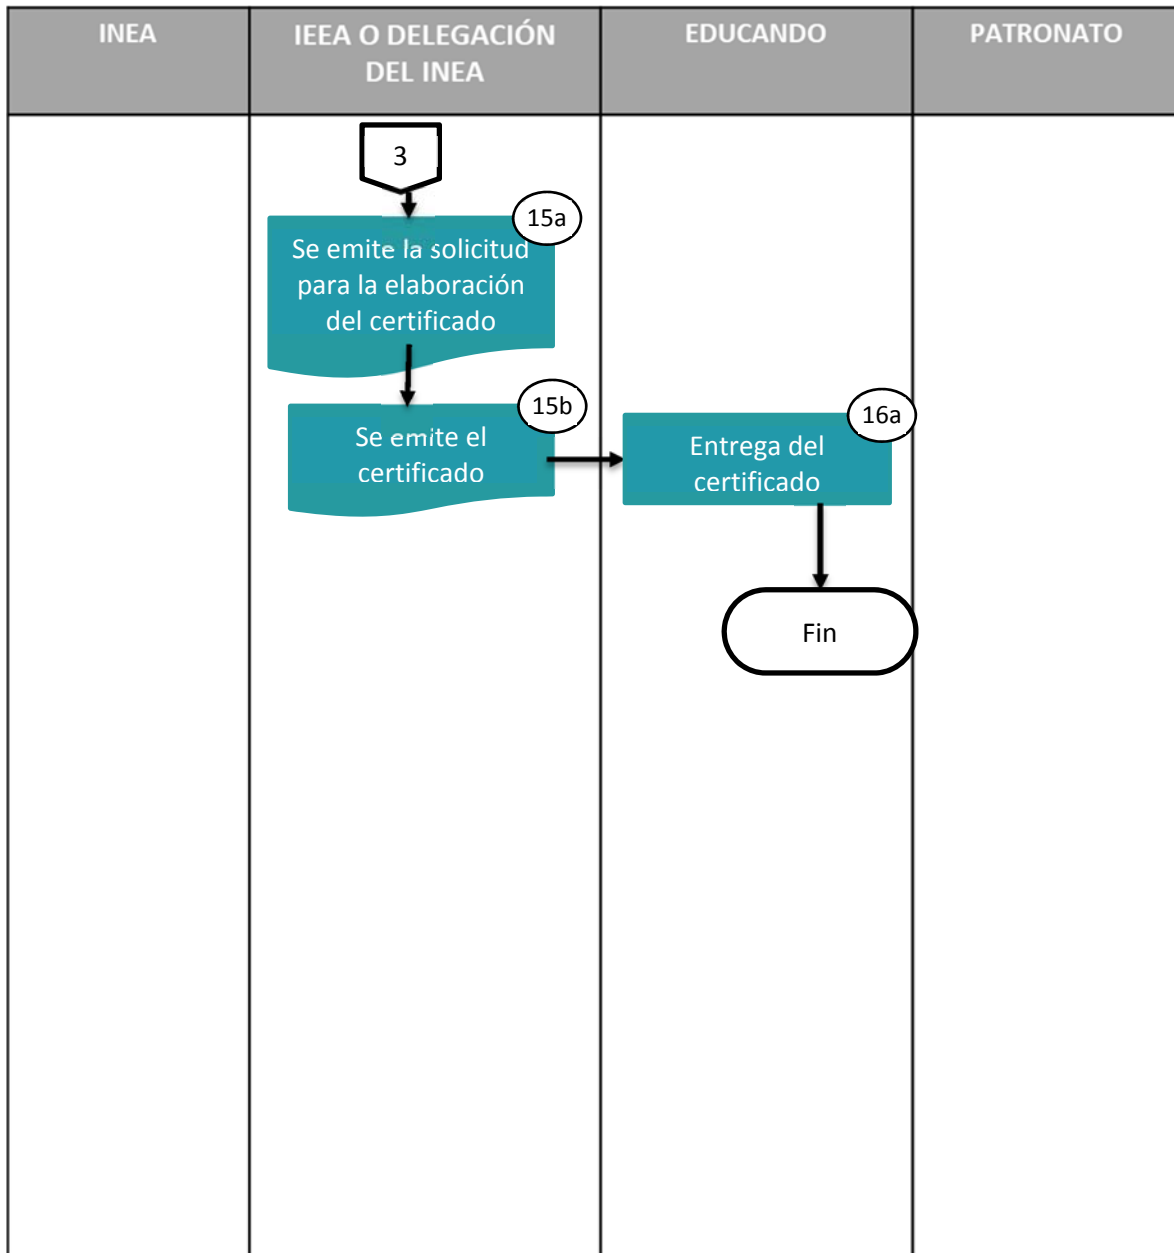 INEA
IEEA O DELEGACIÓN
DEL INEA
EDUCANDO
PATRONATO
3
15a
Se emite la solicitud
para la elaboración
del certificado
15b
Se emite el
certificado
16a
Entrega del
certificado
Fin